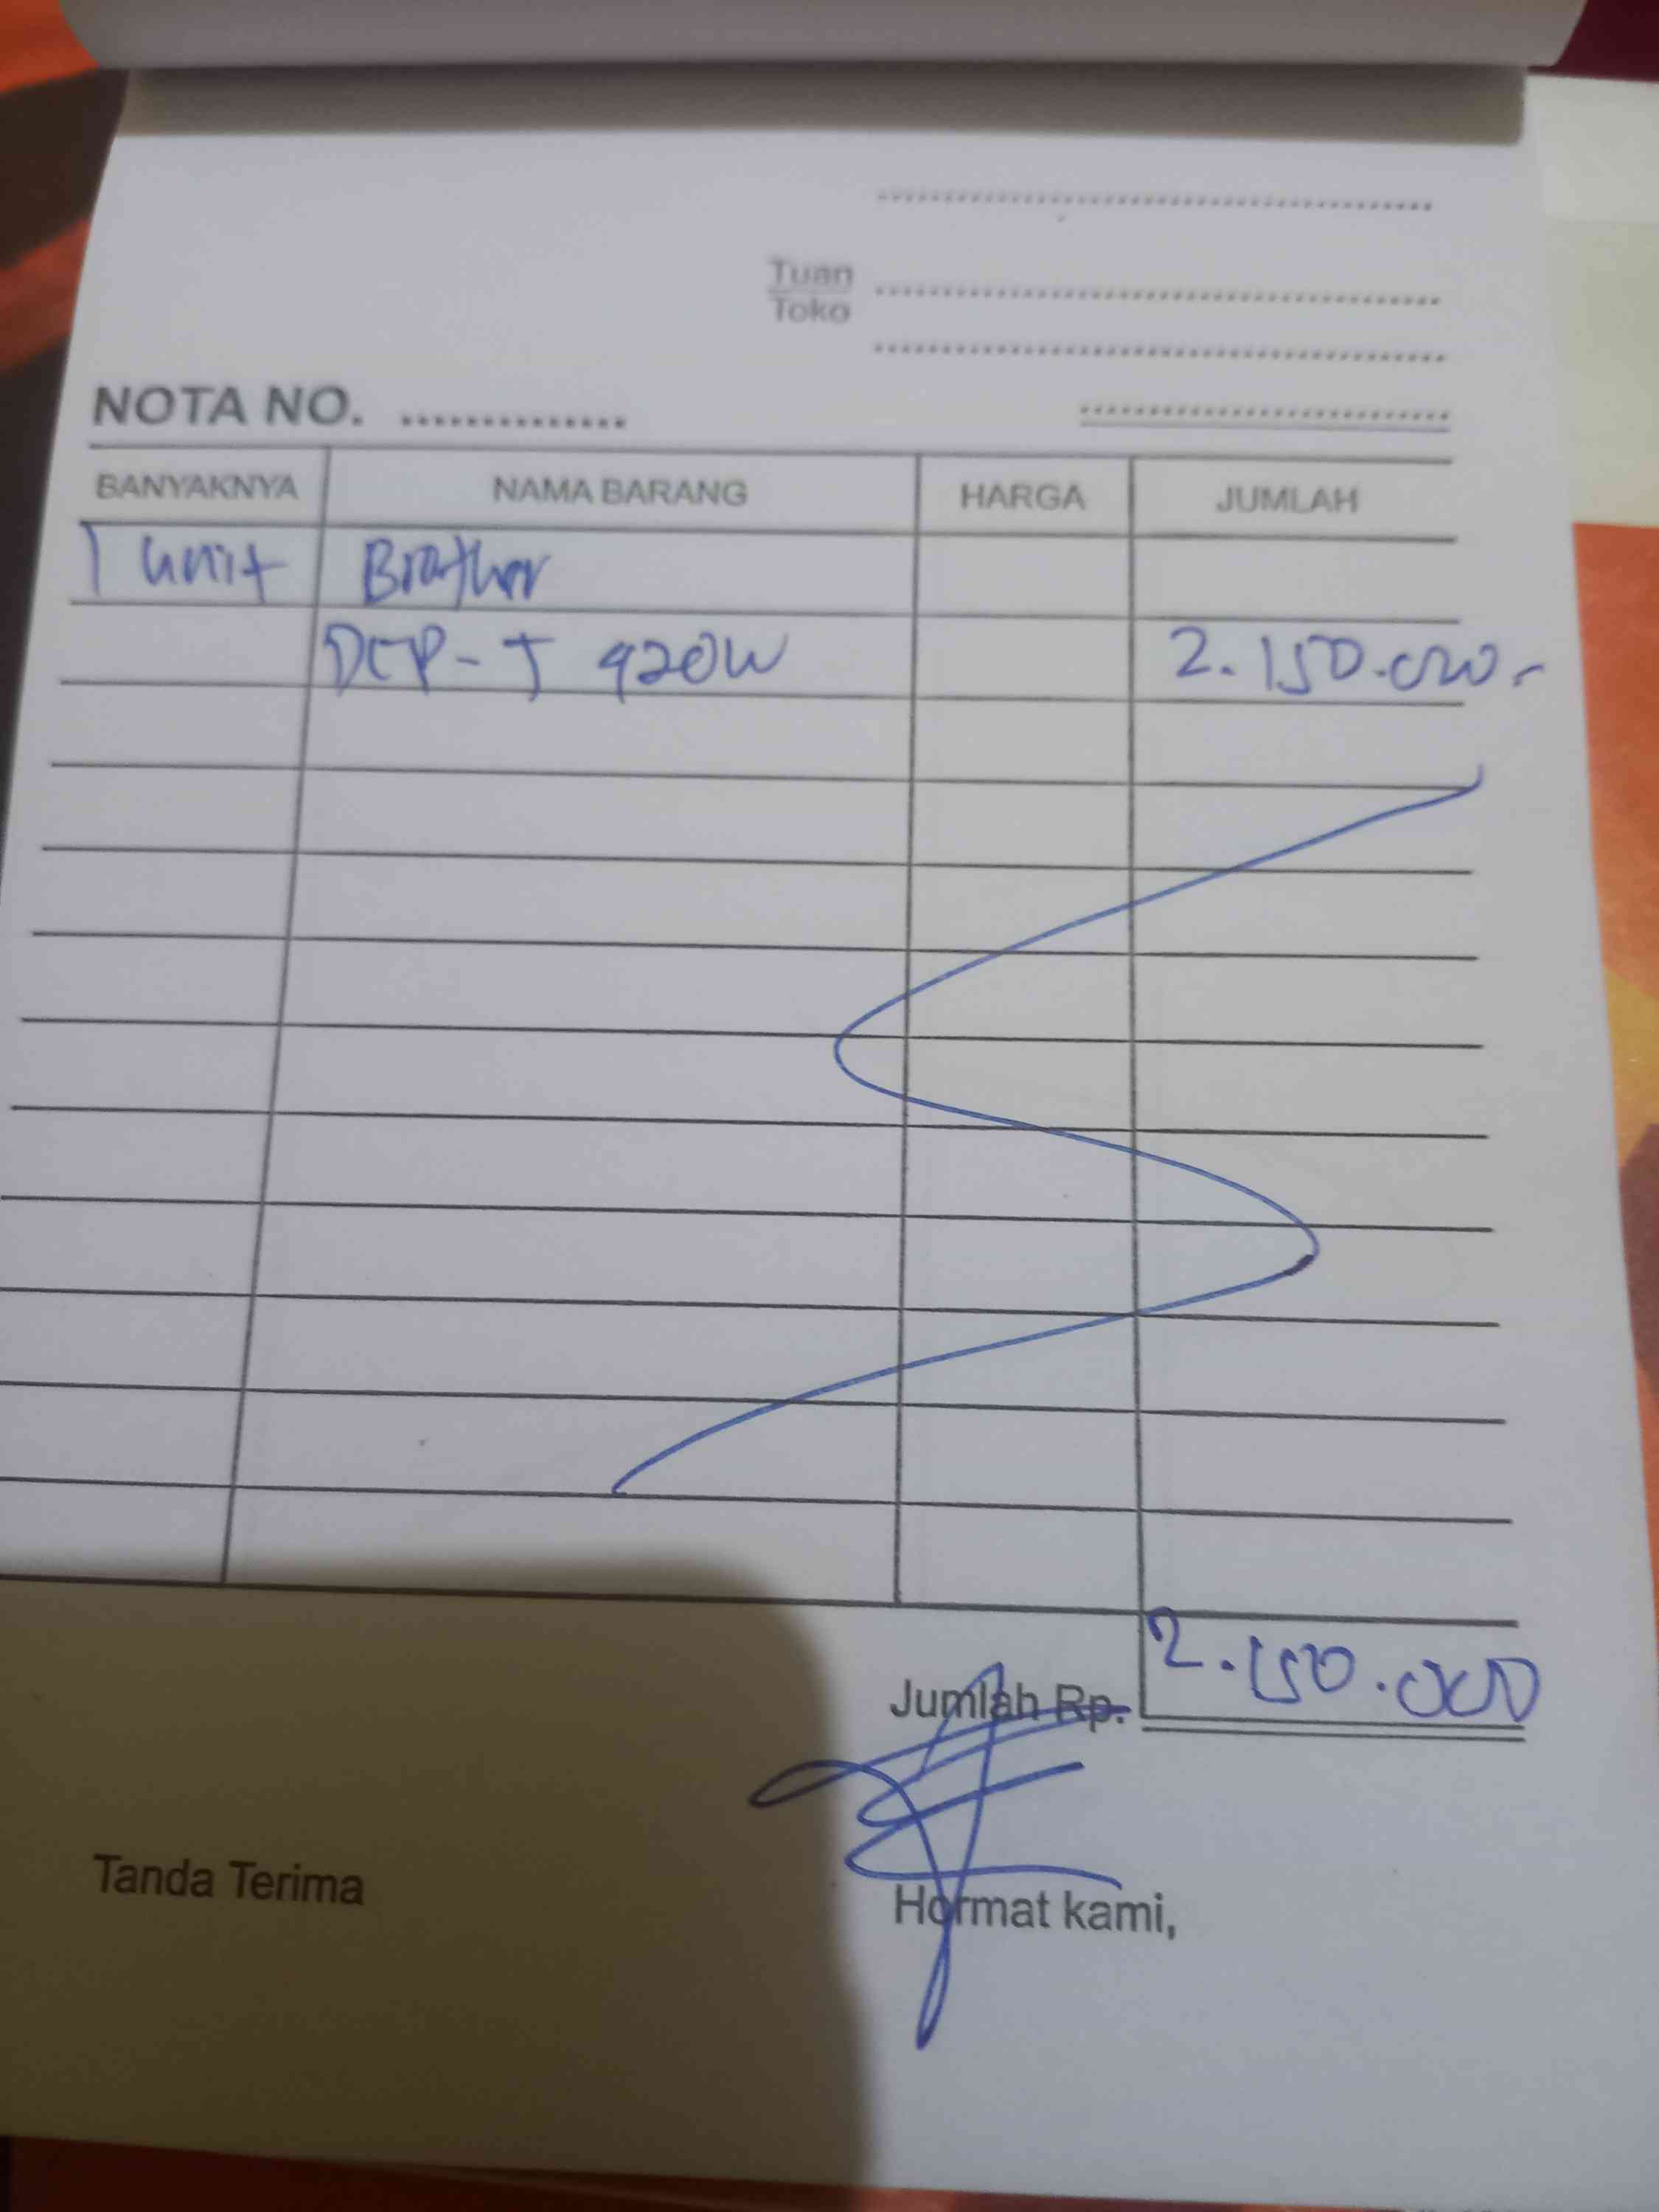 Tuan
Toko
NOTA NO. ..............
BANYAKNYA NAMA BARANG HARGA JUMLAH
1 unit Brother
DCP-T 920W 2.150.000,-
Jumlah Rp. 2.150.000
Tanda Terima Hormat kami,